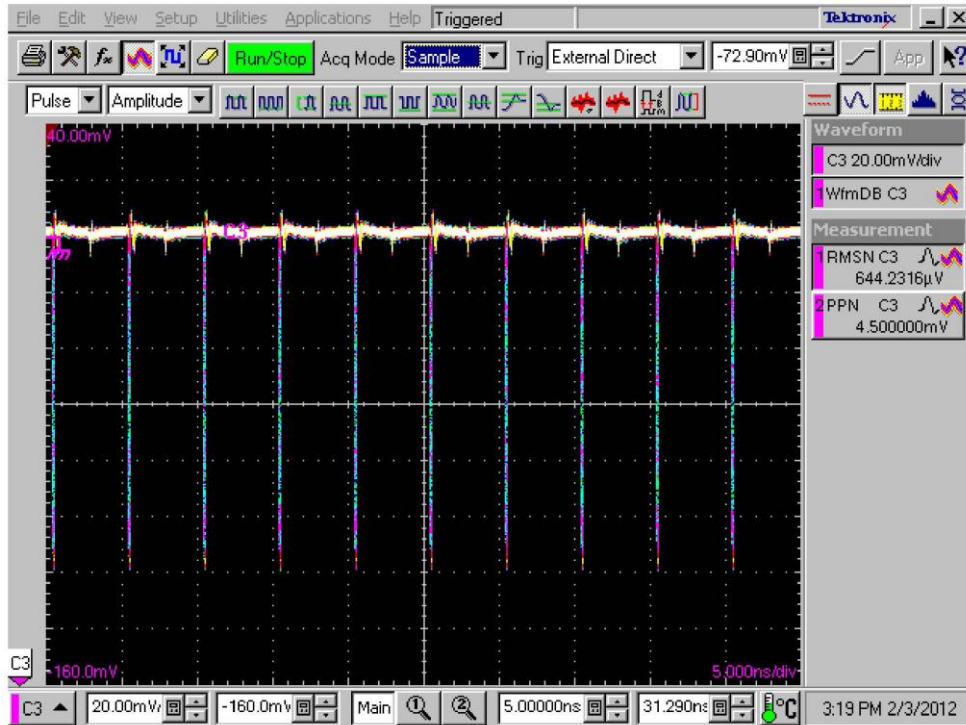 File Edit View Setup Utilities Applications Help Triggered Tektronix
Run/Stop Acq Mode Sample Trig External Direct -72.90mV App
Pulse Amplitude
40.00mV
C3
-160.0mV
5.000ns/div
Waveform
C3 20.00mV/div
1 WfmDB C3
Measurement
1 RMSN C3
644.2316µV
2 PPN C3
4.500000mV
C3
C3 20.00mV/ -160.0mV Main 1 2 5.00000ns 31.290ns °C 3:19 PM 2/3/2012